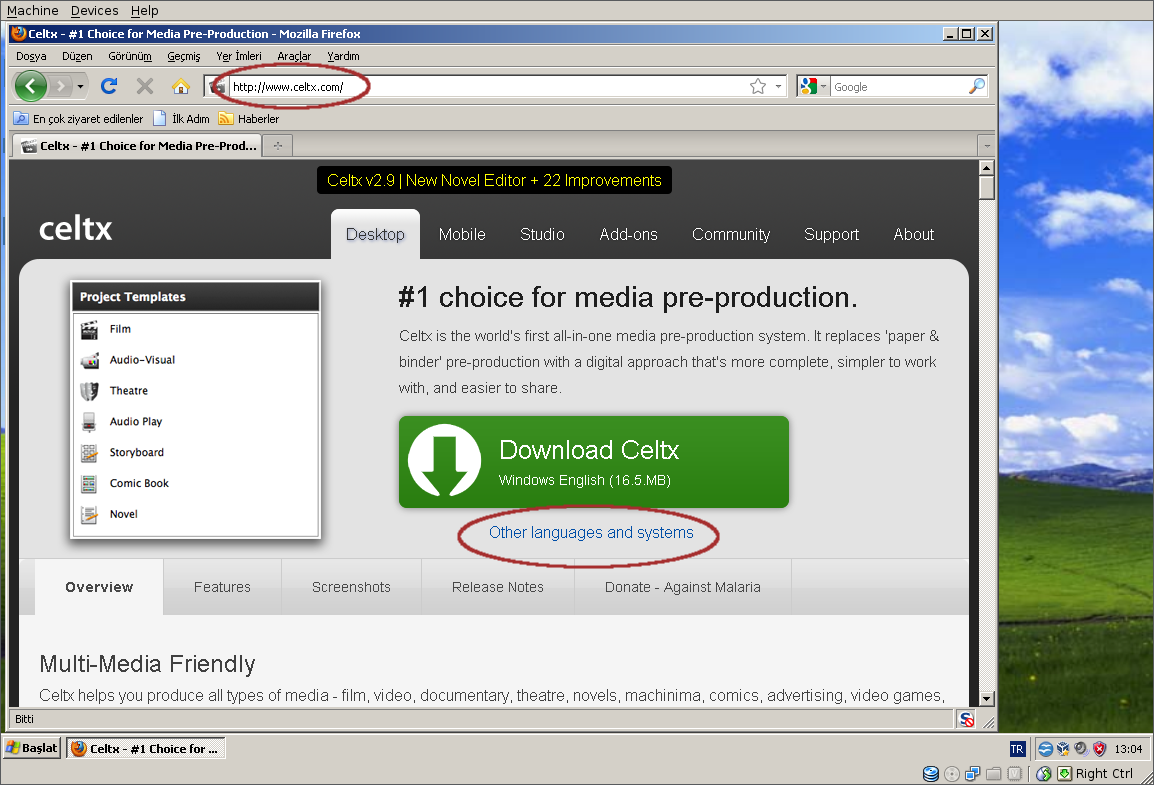 Machine Devices Help
Celtx - #1 Choice for Media Pre-Production - Mozilla Firefox
Dosya Düzen Görünüm Geçmiş Yer İmleri Araçlar Yardım
http://www.celtx.com/ Google
En çok ziyaret edilenler İlk Adım Haberler
Celtx - #1 Choice for Media Pre-Prod...
Celtx v2.9 | New Novel Editor + 22 Improvements
celtx Desktop Mobile Studio Add-ons Community Support About
Project Templates
Film
Audio-Visual
Theatre
Audio Play
Storyboard
Comic Book
Novel
#1 choice for media pre-production.
Celtx is the world's first all-in-one media pre-production system. It replaces 'paper &
binder' pre-production with a digital approach that's more complete, simpler to work
with, and easier to share.
Download Celtx
Windows English (16.5.MB)
Other languages and systems
Overview Features Screenshots Release Notes Donate - Against Malaria
Multi-Media Friendly
Celtx helps you produce all types of media - film, video, documentary, theatre, novels, machinima, comics, advertising, video games,
Bitti
Başlat Celtx - #1 Choice for ... TR 13:04
Right Ctrl